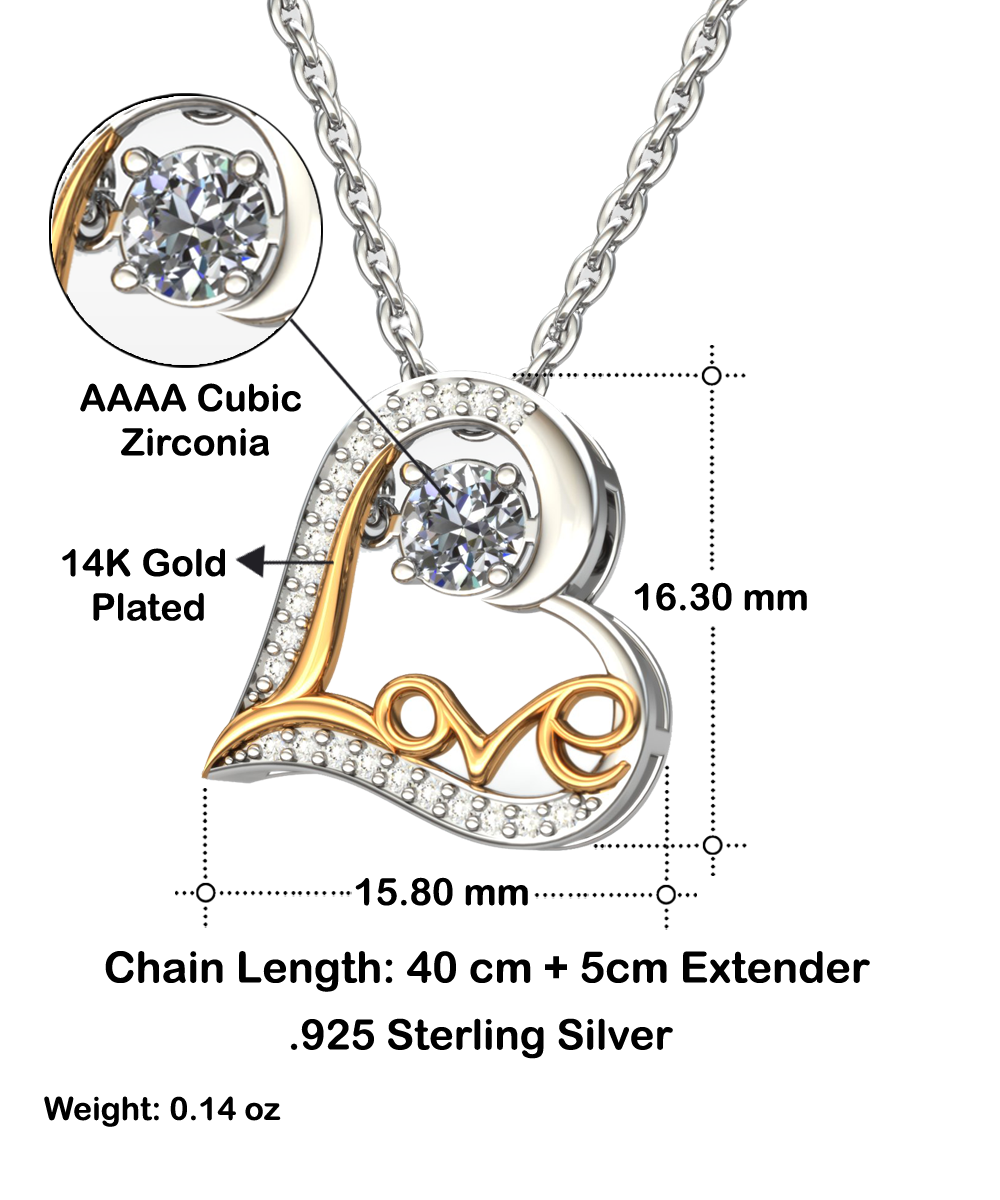 AAAA Cubic
Zirconia
14K Gold
Plated
Love
16.30 mm
15.80 mm
Chain Length: 40 cm + 5cm Extender
.925 Sterling Silver
Weight: 0.14 oz